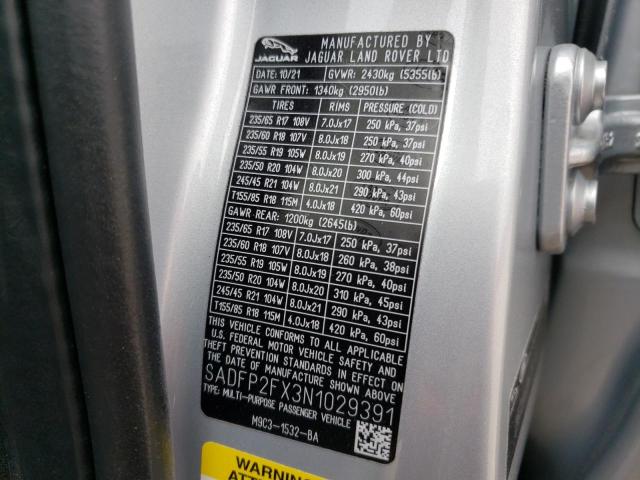 JAGUAR
MANUFACTURED BY
JAGUAR LAND ROVER LTD
DATE: 10/21 GVWR: 2430kg (5355lb)
GAWR FRONT: 1340kg (2950lb)
TIRES RIMS PRESSURE (COLD)
235/65 R17 108V 7.0Jx17 250 kPa, 37psi
235/60 R18 107V 8.0Jx18 250 kPa, 37psi
235/55 R19 105W 8.0Jx19 270 kPa, 40psi
235/50 R20 104W 8.0Jx20 300 kPa, 44psi
245/45 R21 104W 8.0Jx21 290 kPa, 43psi
T155/85 R18 115M 4.0Jx18 420 kPa, 60psi
GAWR REAR: 1200kg (2645lb)
235/65 R17 108V 7.0Jx17 250 kPa, 37psi
235/60 R18 107V 8.0Jx18 260 kPa, 38psi
235/55 R19 105W 8.0Jx19 270 kPa, 40psi
235/50 R20 104W 8.0Jx20 310 kPa, 45psi
245/45 R21 104W 8.0Jx21 290 kPa, 43psi
T155/85 R18 115M 4.0Jx18 420 kPa, 60psi
THIS VEHICLE CONFORMS TO ALL APPLICABLE
U.S. FEDERAL MOTOR VEHICLE SAFETY AND
THEFT PREVENTION STANDARDS IN EFFECT ON
THE DATE OF MANUFACTURE SHOWN ABOVE.
SADFP2FX3N1029391
TYPE: MULTI-PURPOSE PASSENGER VEHICLE
M9C3-1532-BA
WARNING